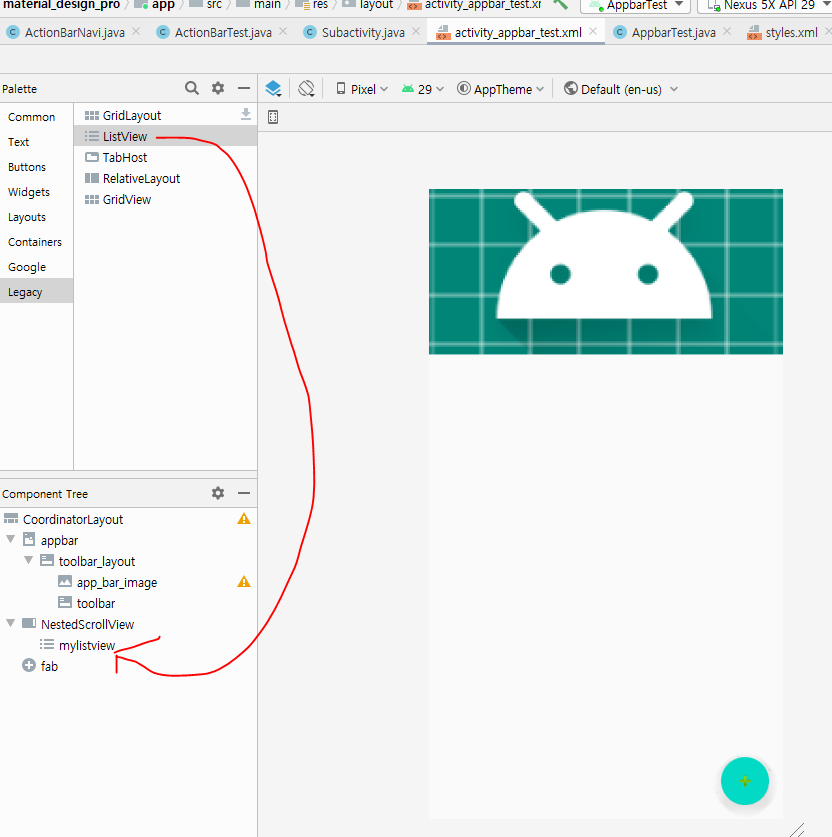 material_design_pro app src main res layout activity_appbar_test.xml AppbarTest Nexus 5X API 29
ActionBarNavi.java ActionBarTest.java Subactivity.java activity_appbar_test.xml AppbarTest.java styles.xml
Palette Pixel 29 AppTheme Default (en-us)
Common GridLayout
Text ListView
Buttons TabHost
Widgets RelativeLayout
Layouts GridView
Containers
Google
Legacy
Component Tree
CoordinatorLayout
appbar
toolbar_layout
app_bar_image
toolbar
NestedScrollView
mylistview
fab